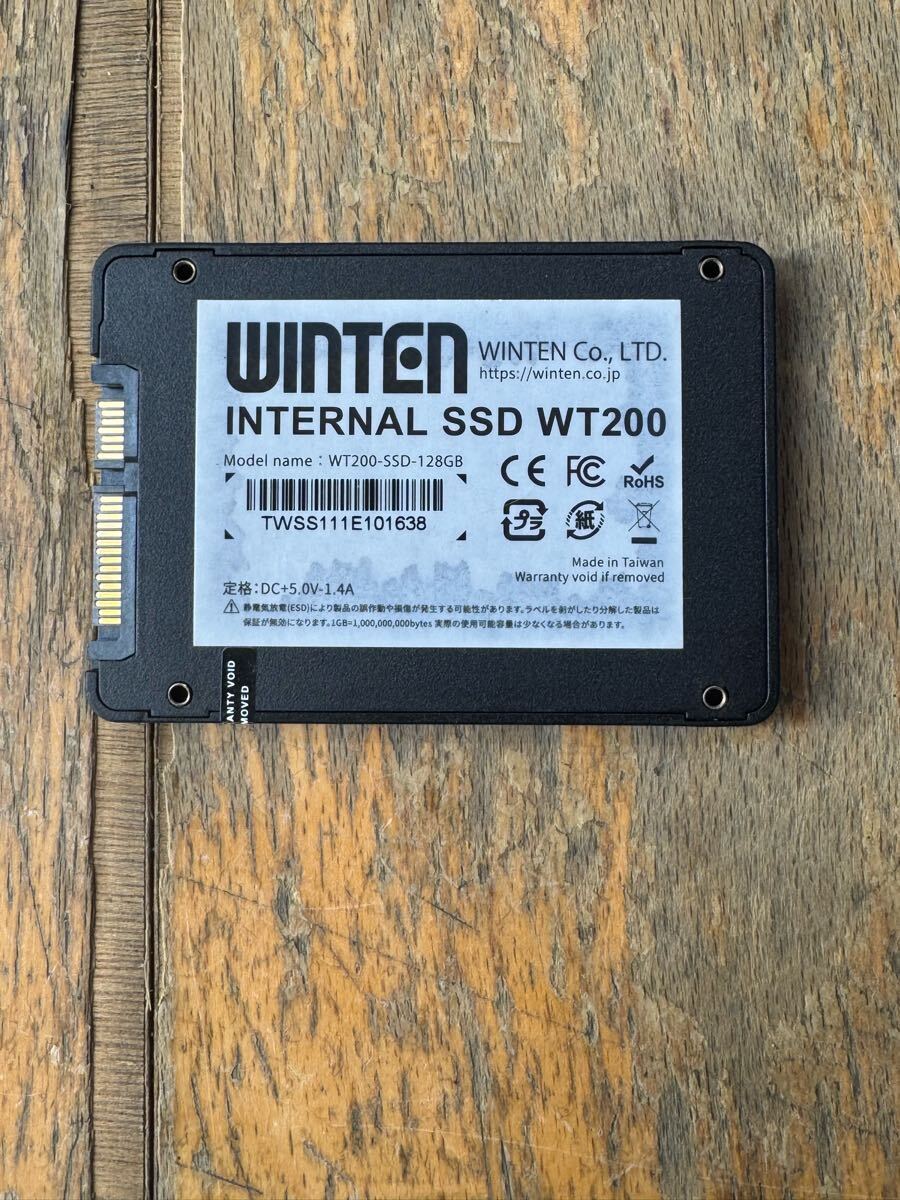 WINTEN
WINTEN Co., LTD.
https://winten.co.jp
INTERNAL SSD WT200
Model name：WT200-SSD-128GB
TWSS111E101638
CE FC
RoHS
プラ 紙
Made in Taiwan
Warranty void if removed
定格：DC+5.0V-1.4A
静電気放電(ESD)により製品の誤作動や損傷が発生する可能性があります。ラベルを剥がしたり分解した製品は
保証が無効になります。1GB=1,000,000,000bytes 実際の使用可能容量は少なくなる場合があります。
ANTY VOID
MOVED